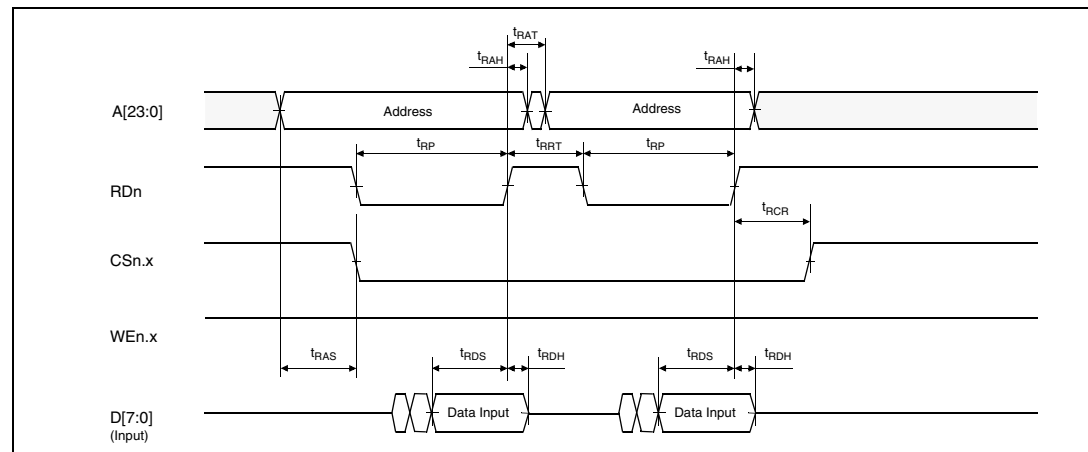 tRAT
tRAH
tRAH
A[23:0]
Address
Address
tRP
tRRT
tRP
RDn
tRCR
CSn.x
WEn.x
tRAS
tRDS
tRDH
tRDS
tRDH
D[7:0]
(Input)
Data Input
Data Input